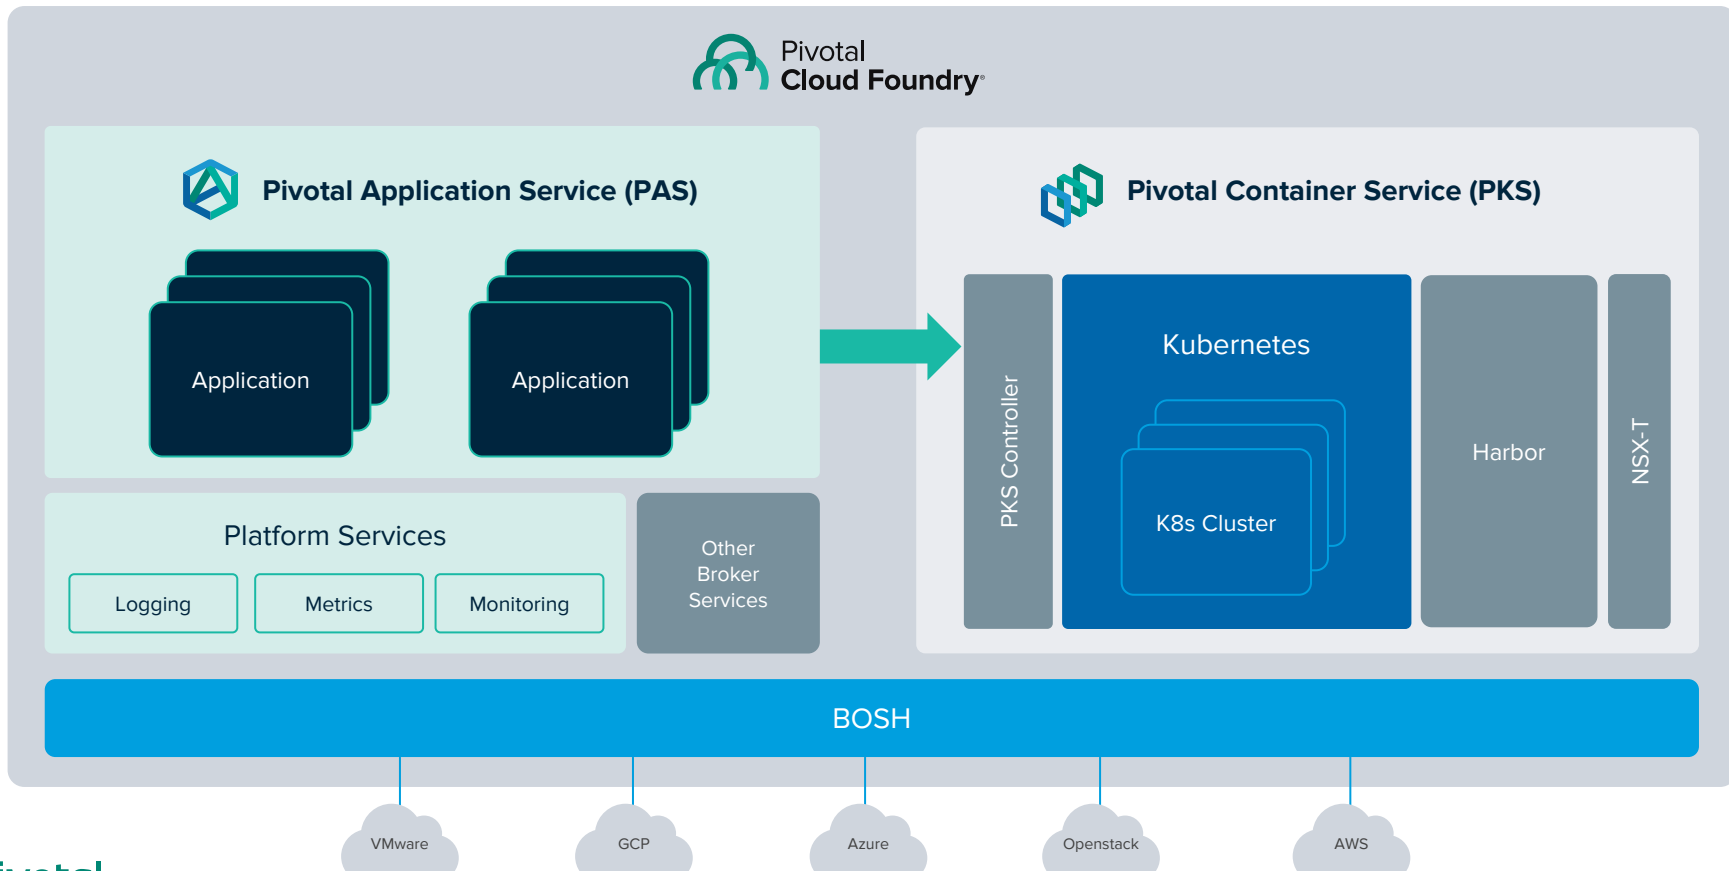 Pivotal
Cloud Foundry®
Pivotal Application Service (PAS)
Application
Application
Platform Services
Logging
Metrics
Monitoring
Other
Broker
Services
Pivotal Container Service (PKS)
PKS Controller
Kubernetes
K8s Cluster
Harbor
NSX-T
BOSH
VMware
GCP
Azure
Openstack
AWS